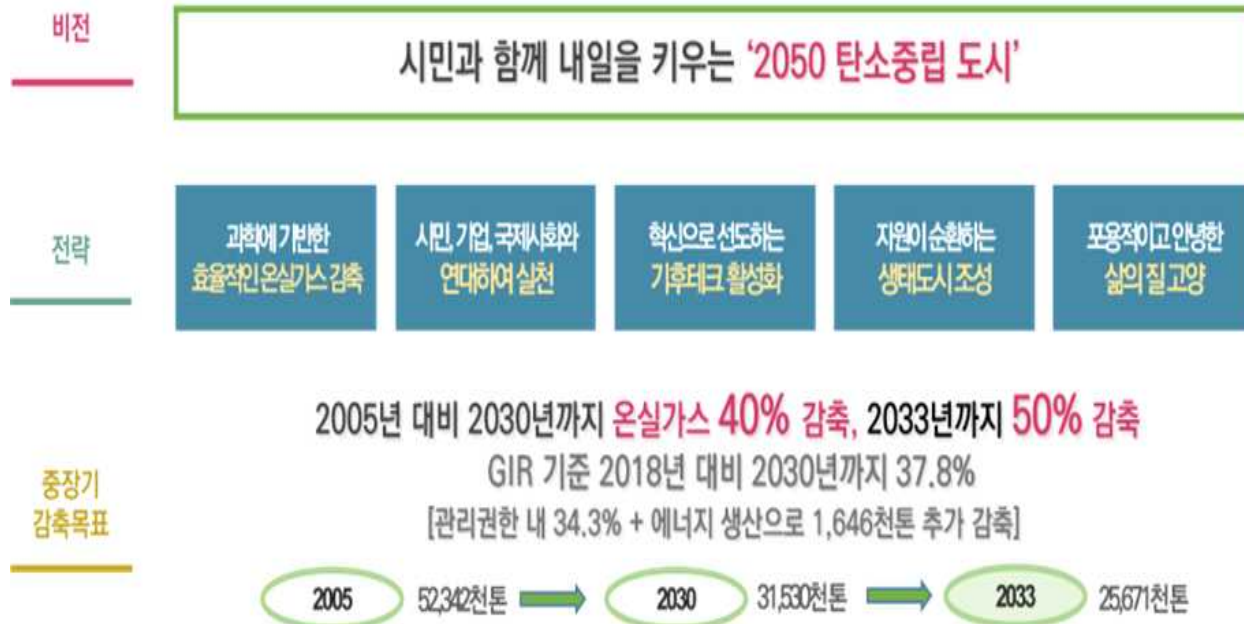 비전
시민과 함께 내일을 키우는 ‘2050 탄소중립 도시’
전략
과학에 기반한
효율적인 온실가스 감축
시민, 기업, 국제사회와
연대하여 실천
혁신으로 선도하는
기후테크 활성화
자원이 순환하는
생태도시 조성
포용적이고 안녕한
삶의 질 고양
중장기
감축목표
2005년 대비 2030년까지 온실가스 40% 감축, 2033년까지 50% 감축
GIR 기준 2018년 대비 2030년까지 37.8%
[관리권한 내 34.3% + 에너지 생산으로 1,646천톤 추가 감축]
2005 52,342천톤 2030 31,530천톤 2033 25,671천톤